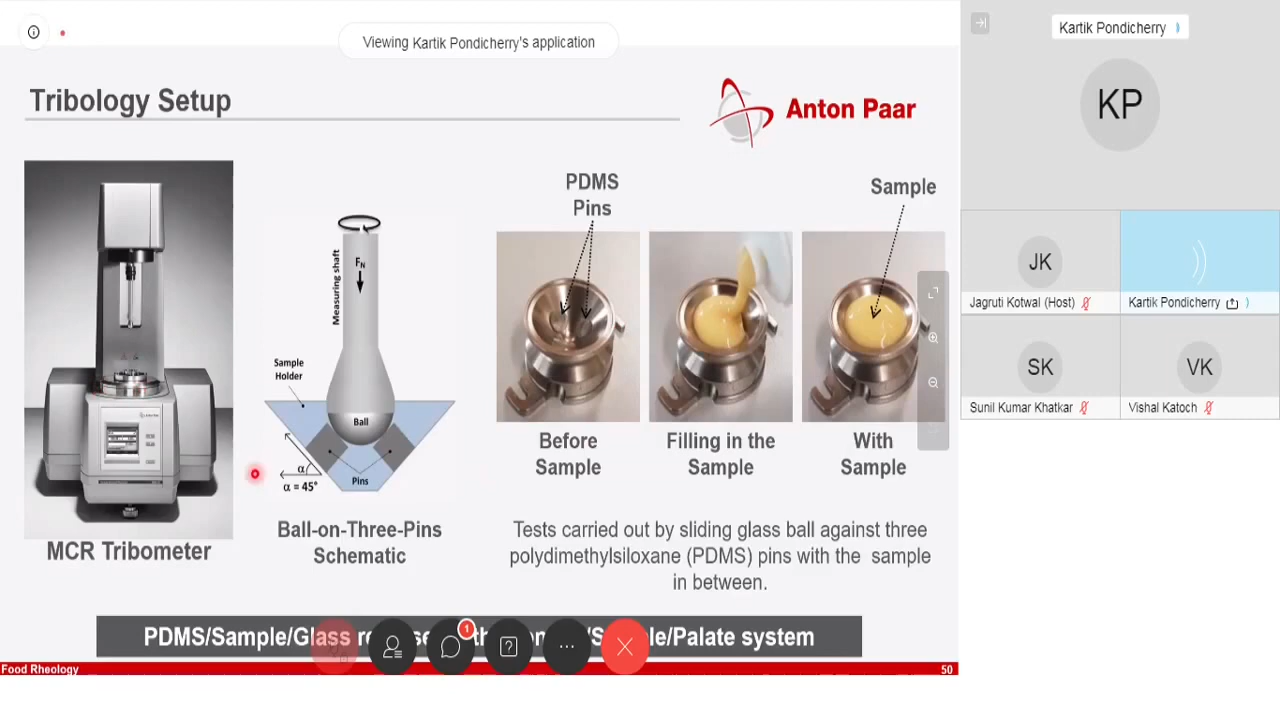 Viewing Kartik Pondicherry's application
Kartik Pondicherry
KP
Tribology Setup
Anton Paar
PDMS
Pins
Sample
Measuring shaft
F_N
Sample
Holder
Ball
α
α = 45°
Pins
Before
Sample
Filling in the
Sample
With
Sample
MCR Tribometer
Ball-on-Three-Pins
Schematic
Tests carried out by sliding glass ball against three
polydimethylsiloxane (PDMS) pins with the sample
in between.
PDMS/Sample/Glass
/Palate system
1
?
Food Rheology
50
JK
Jagruti Kotwal (Host)
Kartik Pondicherry
SK
Sunil Kumar Khatkar
VK
Vishal Katoch